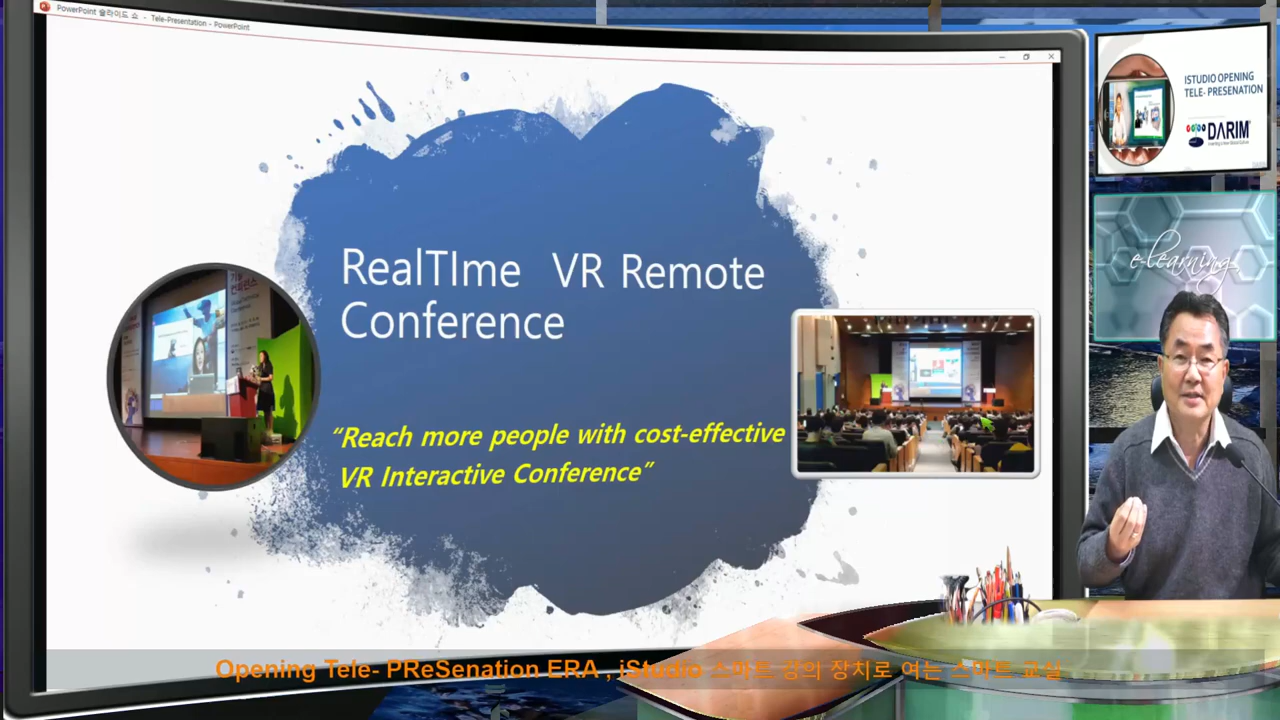 PowerPoint 슬라이드 쇼 - Tele-Presentation - PowerPoint
RealTIme VR Remote
Conference
“Reach more people with cost-effective
VR Interactive Conference”
iSTUDIO OPENING
TELE- PRESENATION
DARIM
e-learning
Opening Tele- PReSenation ERA , iStudio 스마트 강의 장치로 여는 스마트 교실